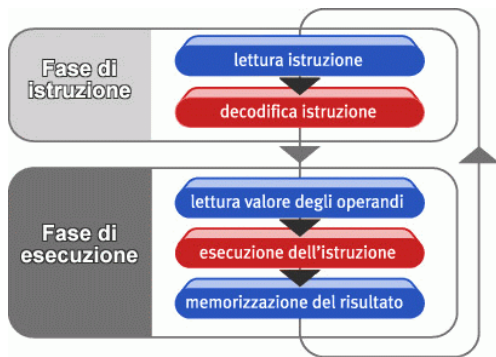 Fase di
istruzione
lettura istruzione
decodifica istruzione
Fase di
esecuzione
lettura valore degli operandi
esecuzione dell'istruzione
memorizzazione del risultato